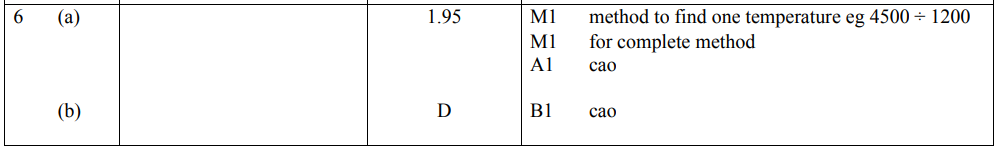 6 (a) 1.95 M1 method to find one temperature eg 4500 ÷ 1200
M1 for complete method
A1 cao
(b) D B1 cao